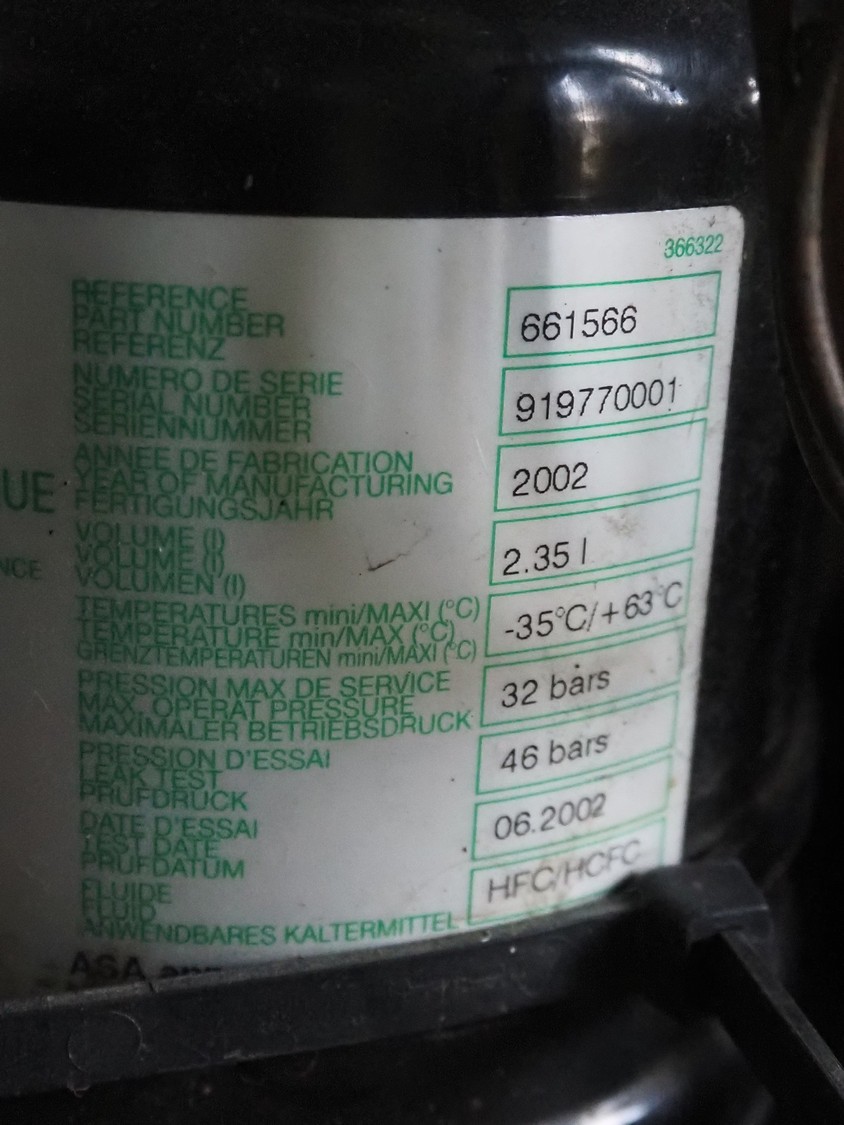 366322
REFERENCE
PART NUMBER
REFERENZ
661566
NUMERO DE SERIE
SERIAL NUMBER
SERIENNUMMER
919770001
ANNEE DE FABRICATION
YEAR OF MANUFACTURING
FERTIGUNGSJAHR
2002
UE
VOLUME (l)
VOLUME (l)
VOLUMEN (l)
2.35 l
NCE
TEMPERATURES mini/MAXI (°C)
TEMPERATURE min/MAX (°C)
GRENZTEMPERATUREN mini/MAXI (°C)
-35°C/+63°C
PRESSION MAX DE SERVICE
MAX. OPERAT PRESSURE
MAXIMALER BETRIEBSDRUCK
32 bars
PRESSION D'ESSAI
LEAK TEST
PRUFDRUCK
46 bars
DATE D'ESSAI
TEST DATE
PRUFDATUM
06.2002
FLUIDE
FLUID
ANWENDBARES KALTERMITTEL
HFC/HCFC
ASA